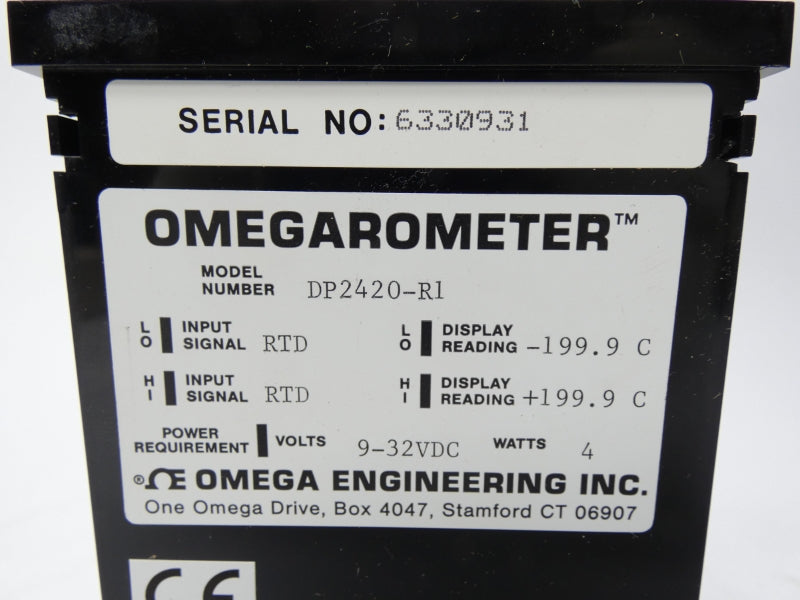 SERIAL NO: 6330931
OMEGAROMETER™
MODEL NUMBER DP2420-R1
LO INPUT SIGNAL RTD LO DISPLAY READING -199.9 C
HI INPUT SIGNAL RTD HI DISPLAY READING +199.9 C
POWER REQUIREMENT VOLTS 9-32VDC WATTS 4
®ΩE OMEGA ENGINEERING INC.
One Omega Drive, Box 4047, Stamford CT 06907
CE